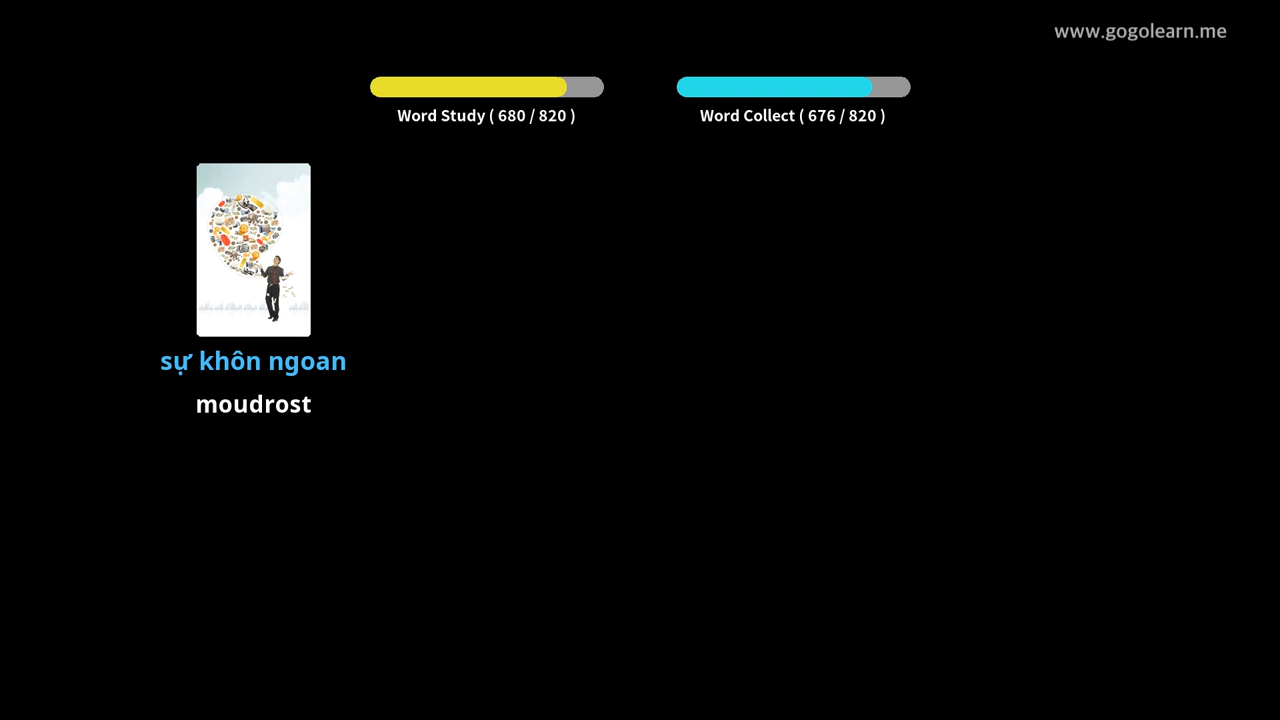 www.gogolearn.me
Word Study ( 680 / 820 )
Word Collect ( 676 / 820 )
sự khôn ngoan
moudrost